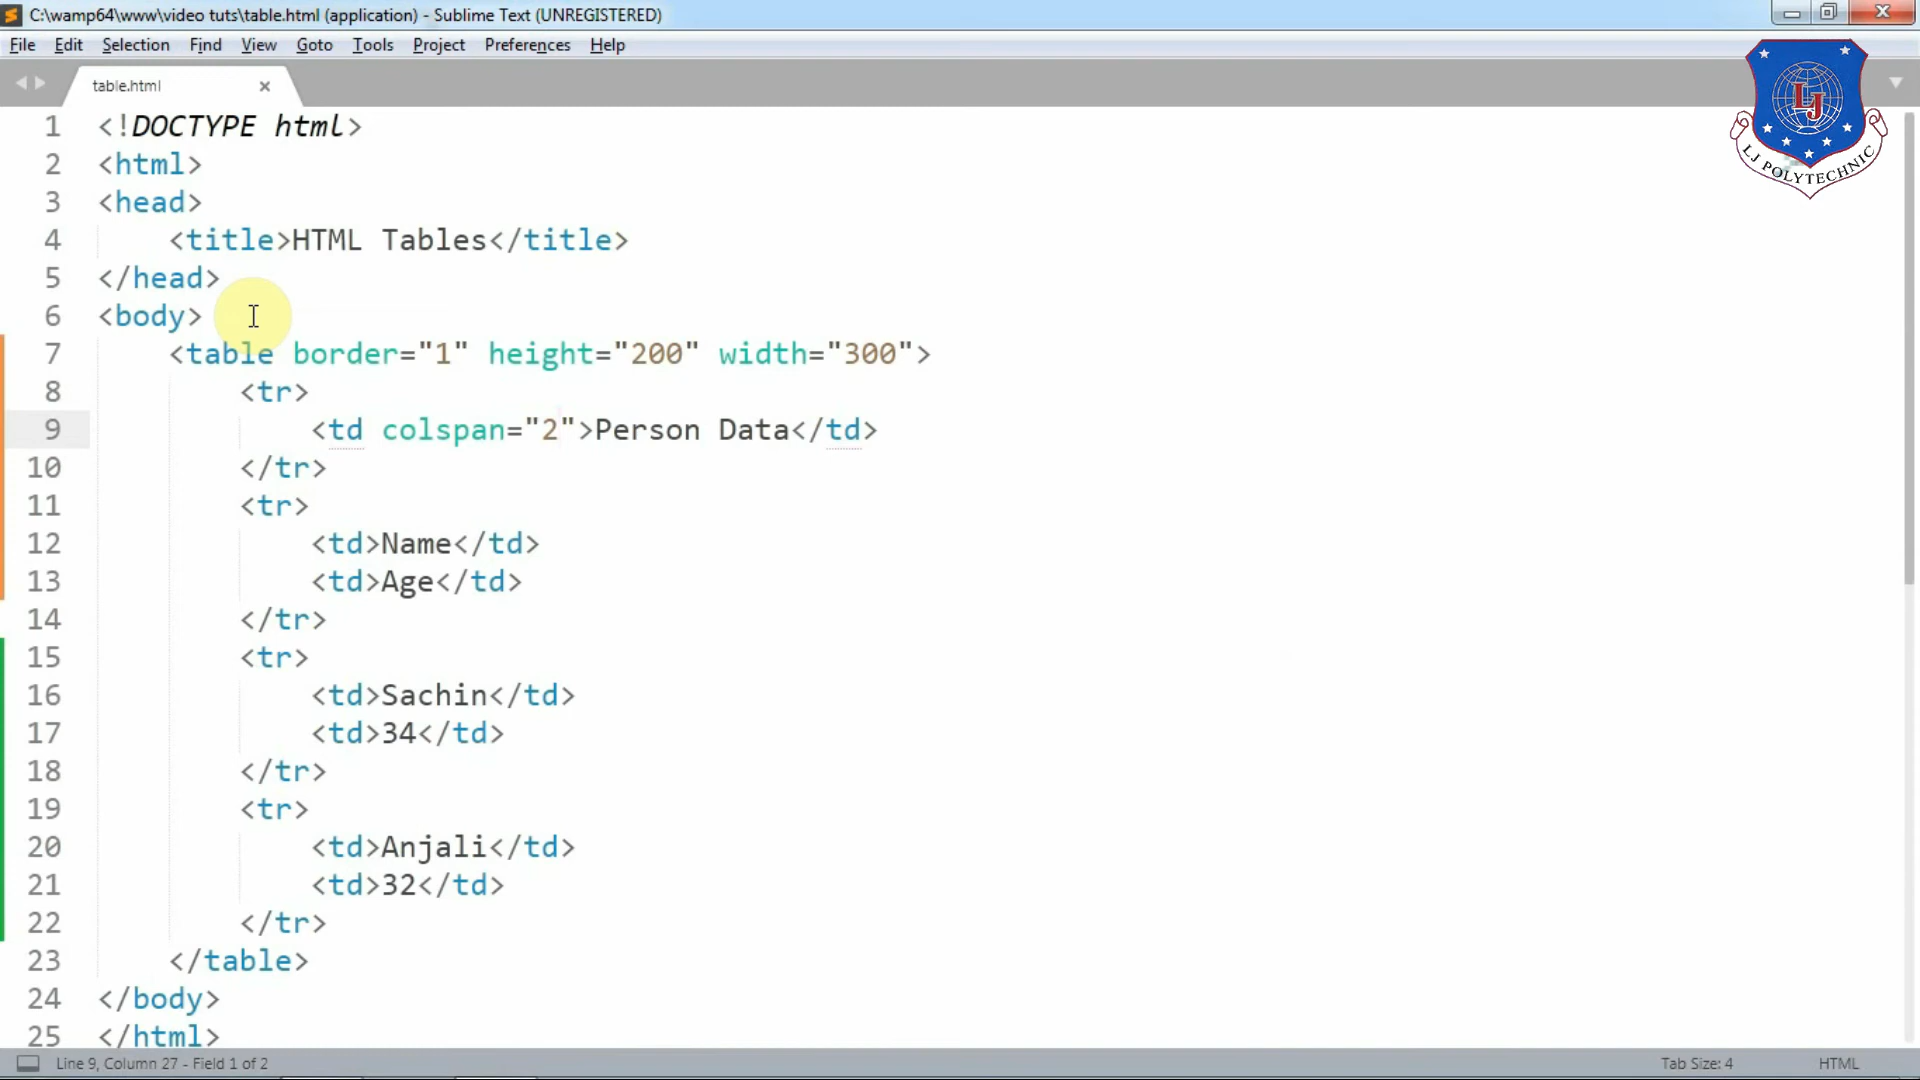 C:\wamp64\www\video tuts\table.html (application) - Sublime Text (UNREGISTERED)
File Edit Selection Find View Goto Tools Project Preferences Help
table.html
1 <!DOCTYPE html>
2 <html>
3 <head>
4 <title>HTML Tables</title>
5 </head>
6 <body>
7 <table border="1" height="200" width="300">
8 <tr>
9 <td colspan="2">Person Data</td>
10 </tr>
11 <tr>
12 <td>Name</td>
13 <td>Age</td>
14 </tr>
15 <tr>
16 <td>Sachin</td>
17 <td>34</td>
18 </tr>
19 <tr>
20 <td>Anjali</td>
21 <td>32</td>
22 </tr>
23 </table>
24 </body>
25 </html>
Line 9, Column 27 - Field 1 of 2 Tab Size: 4 HTML
LJ
LJ POLYTECHNIC